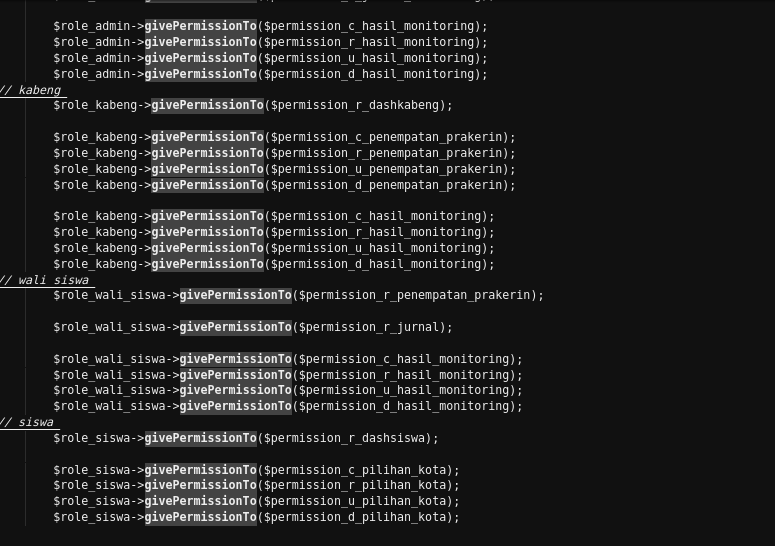 $role_admin->givePermissionTo($permission_c_hasil_monitoring);
$role_admin->givePermissionTo($permission_r_hasil_monitoring);
$role_admin->givePermissionTo($permission_u_hasil_monitoring);
$role_admin->givePermissionTo($permission_d_hasil_monitoring);
// kabeng
$role_kabeng->givePermissionTo($permission_r_dashkabeng);
$role_kabeng->givePermissionTo($permission_c_penempatan_prakerin);
$role_kabeng->givePermissionTo($permission_r_penempatan_prakerin);
$role_kabeng->givePermissionTo($permission_u_penempatan_prakerin);
$role_kabeng->givePermissionTo($permission_d_penempatan_prakerin);
$role_kabeng->givePermissionTo($permission_c_hasil_monitoring);
$role_kabeng->givePermissionTo($permission_r_hasil_monitoring);
$role_kabeng->givePermissionTo($permission_u_hasil_monitoring);
$role_kabeng->givePermissionTo($permission_d_hasil_monitoring);
// wali siswa
$role_wali_siswa->givePermissionTo($permission_r_penempatan_prakerin);
$role_wali_siswa->givePermissionTo($permission_r_jurnal);
$role_wali_siswa->givePermissionTo($permission_c_hasil_monitoring);
$role_wali_siswa->givePermissionTo($permission_r_hasil_monitoring);
$role_wali_siswa->givePermissionTo($permission_u_hasil_monitoring);
$role_wali_siswa->givePermissionTo($permission_d_hasil_monitoring);
// siswa
$role_siswa->givePermissionTo($permission_r_dashsiswa);
$role_siswa->givePermissionTo($permission_c_pilihan_kota);
$role_siswa->givePermissionTo($permission_r_pilihan_kota);
$role_siswa->givePermissionTo($permission_u_pilihan_kota);
$role_siswa->givePermissionTo($permission_d_pilihan_kota);